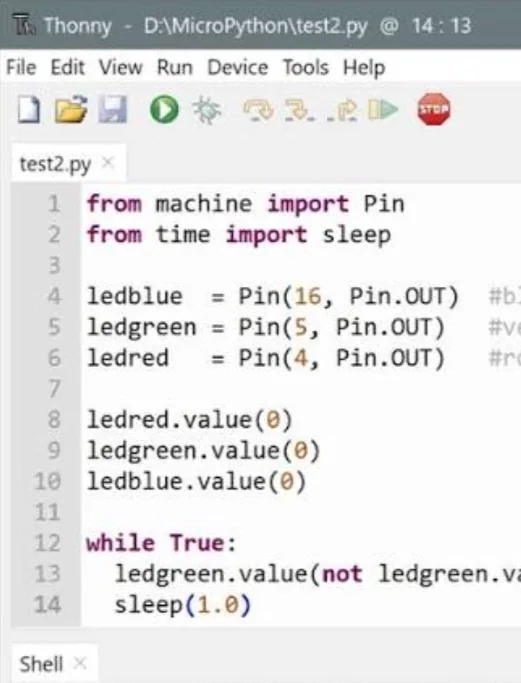 Thonny - D:\MicroPython\test2.py @ 14 : 13
File Edit View Run Device Tools Help
STOP
test2.py ×
1 from machine import Pin
2 from time import sleep
3
4 ledblue  = Pin(16, Pin.OUT)  #bl
5 ledgreen = Pin(5, Pin.OUT)   #ve
6 ledred   = Pin(4, Pin.OUT)   #ro
7
8 ledred.value(0)
9 ledgreen.value(0)
10 ledblue.value(0)
11
12 while True:
13   ledgreen.value(not ledgreen.va
14   sleep(1.0)
Shell ×